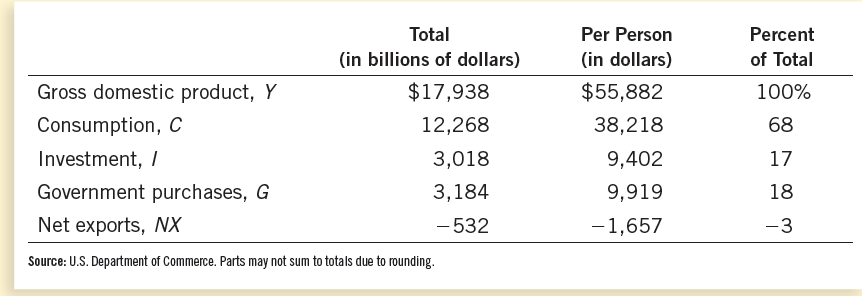 Total Per Person Percent
(in billions of dollars) (in dollars) of Total
Gross domestic product, Y $17,938 $55,882 100%
Consumption, C 12,268 38,218 68
Investment, I 3,018 9,402 17
Government purchases, G 3,184 9,919 18
Net exports, NX −532 −1,657 −3
Source: U.S. Department of Commerce. Parts may not sum to totals due to rounding.